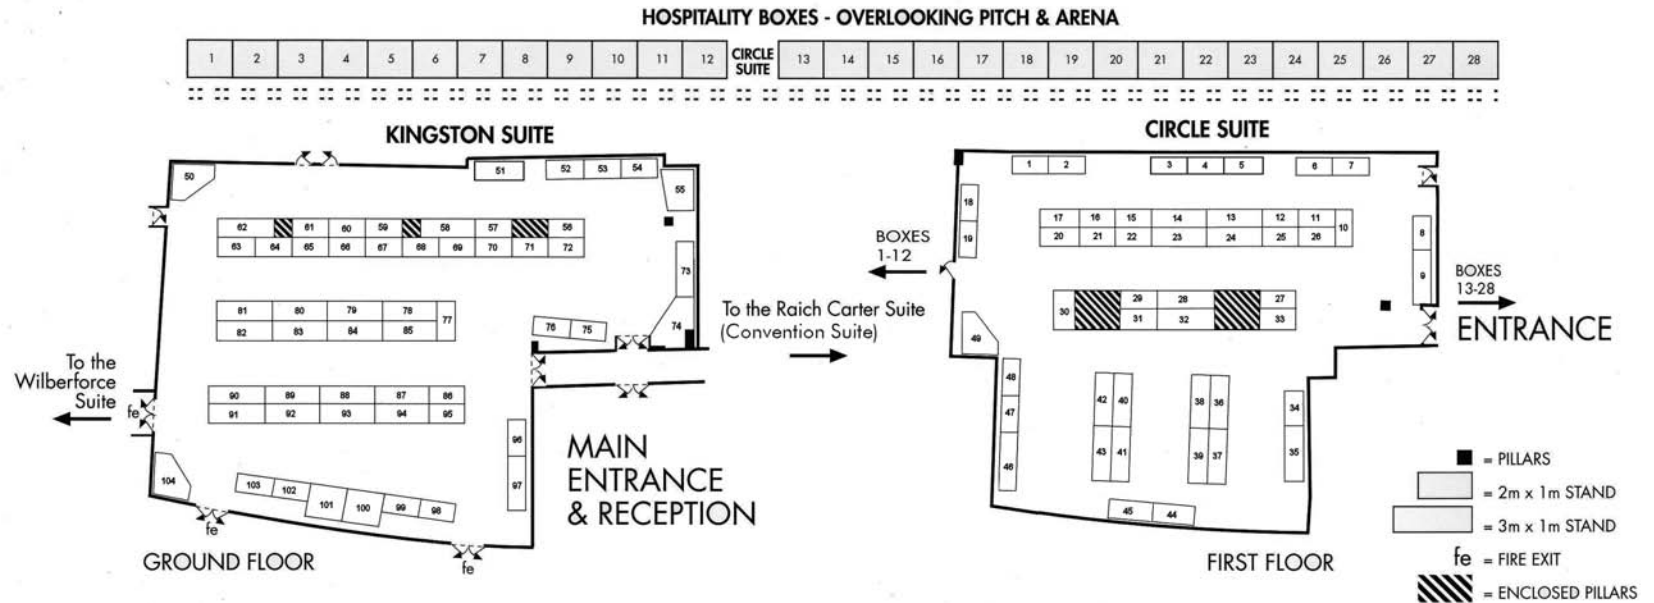 HOSPITALITY BOXES - OVERLOOKING PITCH & ARENA
1 2 3 4 5 6 7 8 9 10 11 12 CIRCLE SUITE 13 14 15 16 17 18 19 20 21 22 23 24 25 26 27 28
KINGSTON SUITE
50 51 52 53 54 55
62 61 60 59 58 57 56
63 64 65 66 67 68 69 70 71 72
73
81 80 79 78 77
82 83 84 85
76 75 74
90 89 88 87 86
91 92 93 94 95
96
97
104 103 102 101 100 99 98
To the
Wilberforce
Suite
fe
fe
fe
GROUND FLOOR
MAIN
ENTRANCE
& RECEPTION
To the Raich Carter Suite
(Convention Suite)
CIRCLE SUITE
1 2 3 4 5 6 7
18
19
17 16 15 14 13 12 11 10
20 21 22 23 24 25 26
8
9
BOXES
1-12
BOXES
13-28
ENTRANCE
30 29 28 27
31 32 33
49
48
47
46
42 40 38 36 34
43 41 39 37 35
45 44
FIRST FLOOR
= PILLARS
= 2m x 1m STAND
= 3m x 1m STAND
fe = FIRE EXIT
= ENCLOSED PILLARS